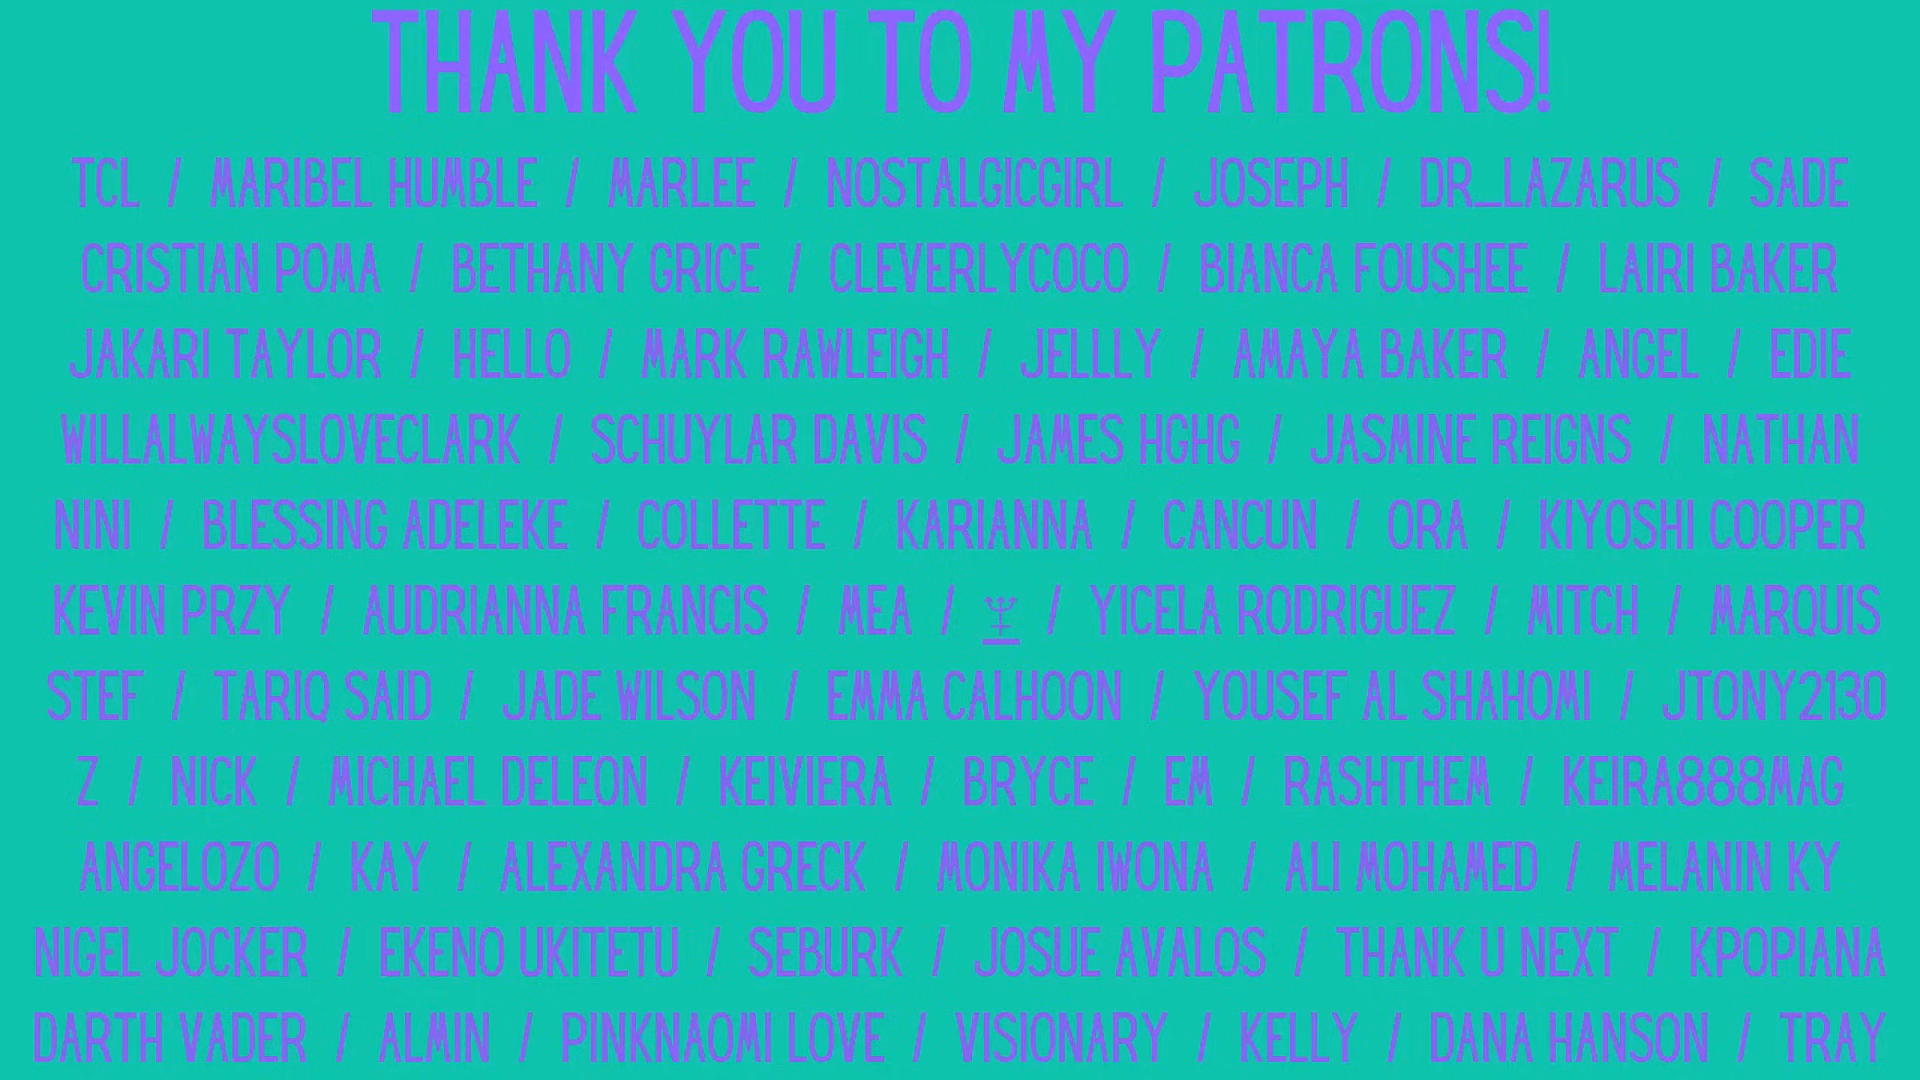 THANK YOU TO MY PATRONS!
TCL / MARIBEL HUMBLE / MARLEE / NOSTALGICGIRL / JOSEPH / DR_LAZARUS / SADE
CRISTIAN POMA / BETHANY GRICE / CLEVERLYCOCO / BIANCA FOUSHEE / LAIRI BAKER
JAKARI TAYLOR / HELLO / MARK RAWLEIGH / JELLLY / AMAYA BAKER / ANGEL / EDIE
WILLALWAYSLOVECLARK / SCHUYLAR DAVIS / JAMES HGHG / JASMINE REIGNS / NATHAN
NINI / BLESSING ADELEKE / COLLETTE / KARIANNA / CANCUN / ORA / KIYOSHI COOPER
KEVIN PRZY / AUDRIANNA FRANCIS / MEA / ♆ / YICELA RODRIGUEZ / MITCH / MARQUIS
STEF / TARIQ SAID / JADE WILSON / EMMA CALHOON / YOUSEF AL SHAHOMI / JTONY2130
Z / NICK / MICHAEL DELEON / KEIVIERA / BRYCE / EM / RASHTHEM / KEIRA888MAG
ANGELOZO / KAY / ALEXANDRA GRECK / MONIKA IWONA / ALI MOHAMED / MELANIN KY
NIGEL JOCKER / EKENO UKITETU / SEBURK / JOSUE AVALOS / THANK U NEXT / KPOPIANA
DARTH VADER / ALMIN / PINKNAOMI LOVE / VISIONARY / KELLY / DANA HANSON / TRAY